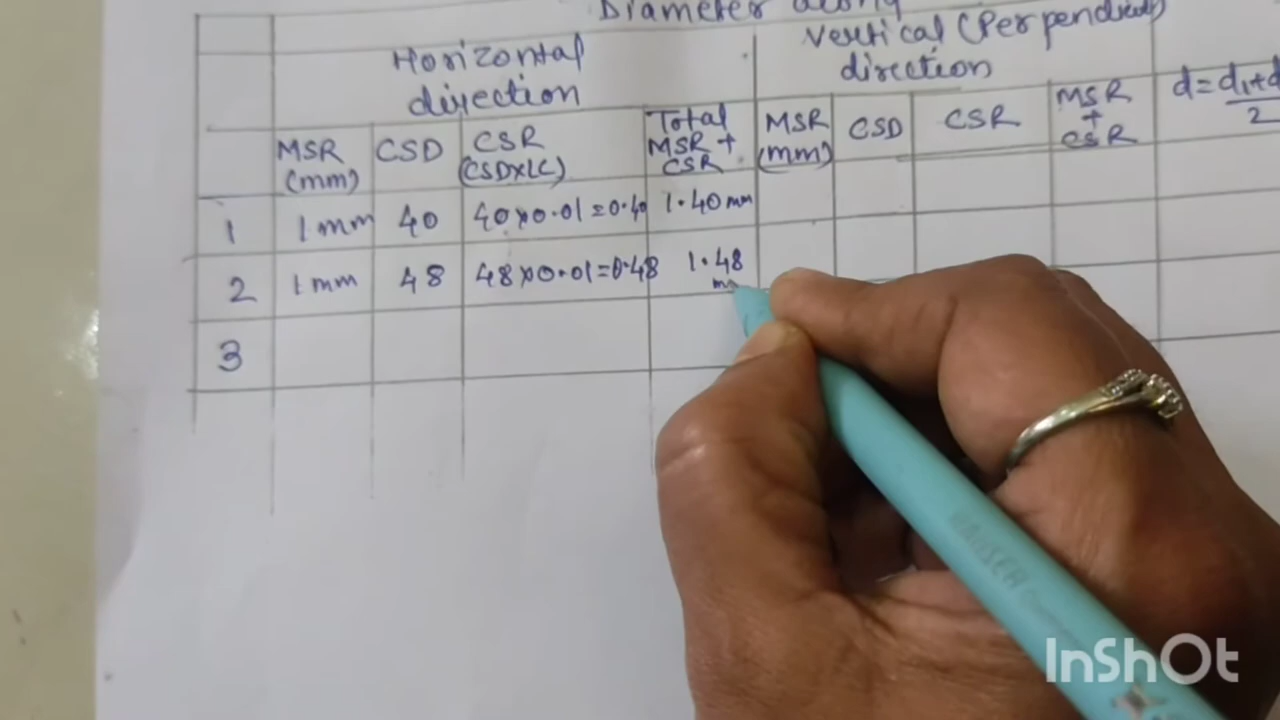 Diameter along
Horizontal direction
Vertical (Perpendicular)
direction
MSR (mm)
CSD
CSR (CSD×LC)
Total MSR + CSR
MSR (mm)
CSD
CSR
MSR + CSR
d = d1+d
2
1 1 mm 40 40×0.01=0.40 1.40 mm
2 1 mm 48 48×0.01=0.48 1.48
3
InShOt